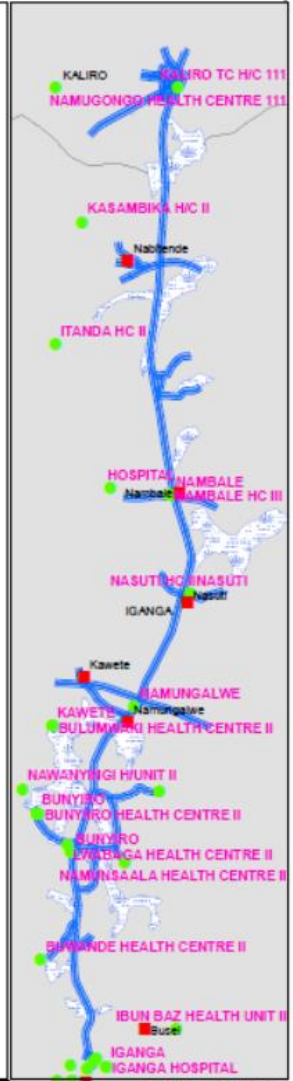 KALIRO
KALIRO TC H/C 111
NAMUGONGO HEALTH CENTRE 111
KASAMBIKA H/C II
Nabitende
ITANDA HC II
HOSPITAL
NAMBALE
Nambale
NAMBALE HC III
NASUTI HC II
NASUTI
Nasuti
IGANGA
Kawete
NAMUNGALWE
KAWETE
Namungalwe
BULUMWAKI HEALTH CENTRE II
NAWANYINGI H/UNIT II
BUNYIRO
BUNYIRO HEALTH CENTRE II
BUNYIRO
LWABAGA HEALTH CENTRE II
NAMUNSAALA HEALTH CENTRE II
BUWANDE HEALTH CENTRE II
IBUN BAZ HEALTH UNIT II
Busei
IGANGA
IGANGA HOSPITAL